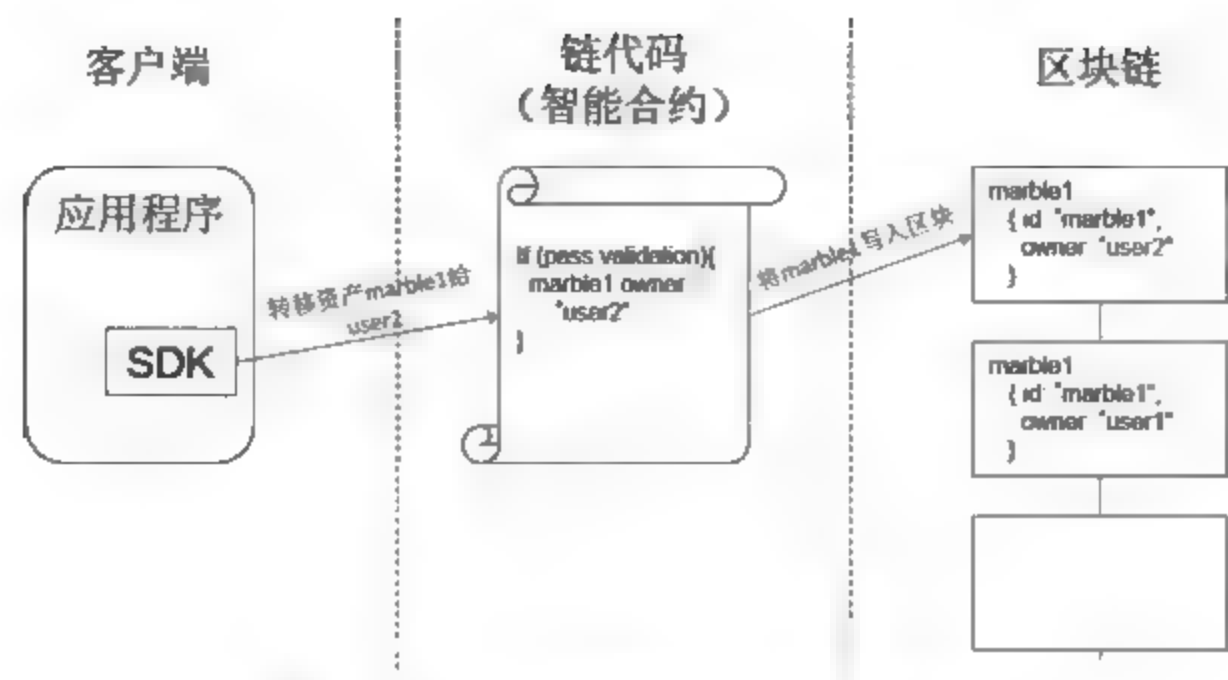 客户端
应用程序
SDK
转移资产marble1给
user2
链代码
（智能合约）
If (pass validation){
marble1 owner
"user2"
}
将marble1写入区块
区块链
marble1
{ id "marble1",
owner "user2"
}
marble1
{ id "marble1",
owner "user1"
}